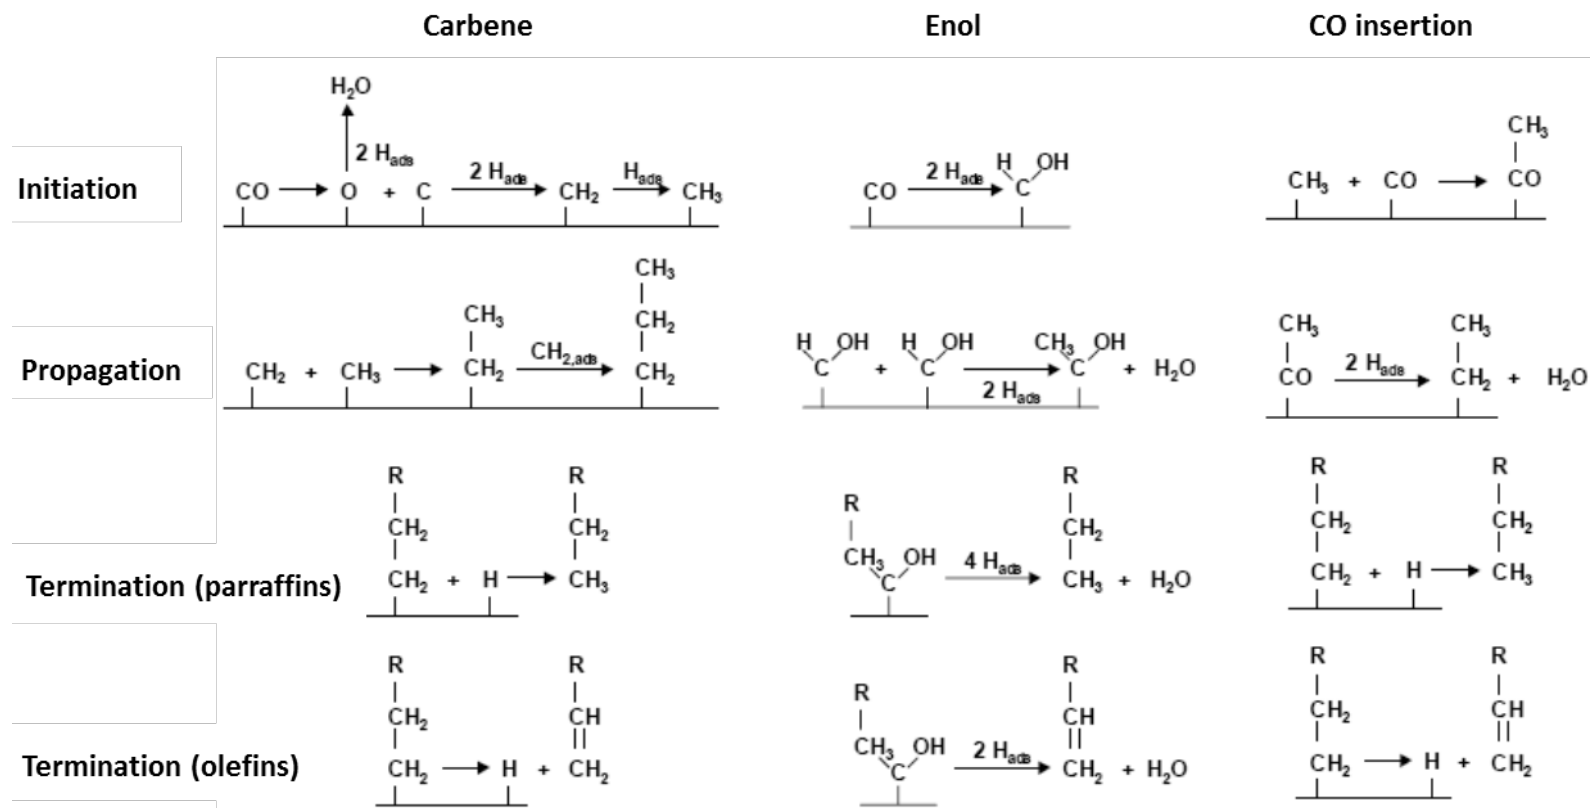 Carbene Enol CO insertion
H₂O
CH₃
2 Hads
2 Hads Hads 2 Hads H OH
Initiation CO O + C CH₂ CH₃ CO C CH₃ + CO CO
CH₃
CH₃ CH₂ CH₃ CH₃
H OH H OH CH₃ OH
Propagation CH₂ + CH₃ CH₂ CH₂,ads CH₂ C + C C + H₂O CO 2 Hads CH₂ + H₂O
2 Hads
R R R R R
R
CH₂ CH₂ CH₂ CH₂ CH₂
CH₃ OH 4 Hads
Termination (parraffins) CH₂ + H CH₃ C CH₃ + H₂O CH₂ + H CH₃
R R R R R
R
CH₂ CH CH CH₂ CH
CH₃ OH 2 Hads
Termination (olefins) CH₂ H + CH₂ C CH₂ + H₂O CH₂ H + CH₂